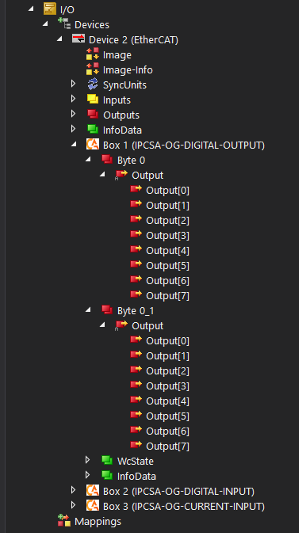 I/O
Devices
Device 2 (EtherCAT)
Image
Image-Info
SyncUnits
Inputs
Outputs
InfoData
Box 1 (IPCSA-OG-DIGITAL-OUTPUT)
Byte 0
Output
Output[0]
Output[1]
Output[2]
Output[3]
Output[4]
Output[5]
Output[6]
Output[7]
Byte 0_1
Output
Output[0]
Output[1]
Output[2]
Output[3]
Output[4]
Output[5]
Output[6]
Output[7]
WcState
InfoData
Box 2 (IPCSA-OG-DIGITAL-INPUT)
Box 3 (IPCSA-OG-CURRENT-INPUT)
Mappings